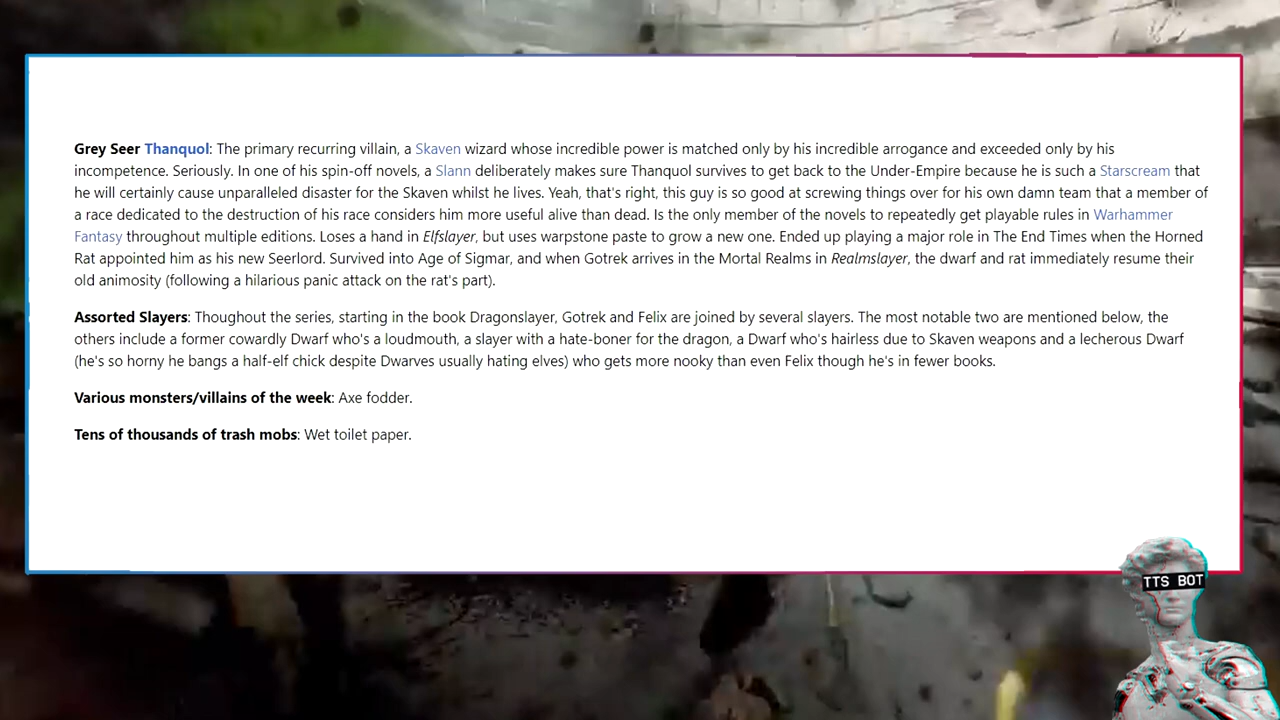 Grey Seer Thanquol: The primary recurring villain, a Skaven wizard whose incredible power is matched only by his incredible arrogance and exceeded only by his
incompetence. Seriously. In one of his spin-off novels, a Slann deliberately makes sure Thanquol survives to get back to the Under-Empire because he is such a Starscream that
he will certainly cause unparalleled disaster for the Skaven whilst he lives. Yeah, that's right, this guy is so good at screwing things over for his own damn team that a member of
a race dedicated to the destruction of his race considers him more useful alive than dead. Is the only member of the novels to repeatedly get playable rules in Warhammer
Fantasy throughout multiple editions. Loses a hand in Elfslayer, but uses warpstone paste to grow a new one. Ended up playing a major role in The End Times when the Horned
Rat appointed him as his new Seerlord. Survived into Age of Sigmar, and when Gotrek arrives in the Mortal Realms in Realmslayer, the dwarf and rat immediately resume their
old animosity (following a hilarious panic attack on the rat's part).
Assorted Slayers: Thoughout the series, starting in the book Dragonslayer, Gotrek and Felix are joined by several slayers. The most notable two are mentioned below, the
others include a former cowardly Dwarf who's a loudmouth, a slayer with a hate-boner for the dragon, a Dwarf who's hairless due to Skaven weapons and a lecherous Dwarf
(he's so horny he bangs a half-elf chick despite Dwarves usually hating elves) who gets more nooky than even Felix though he's in fewer books.
Various monsters/villains of the week: Axe fodder.
Tens of thousands of trash mobs: Wet toilet paper.
TTS BOT